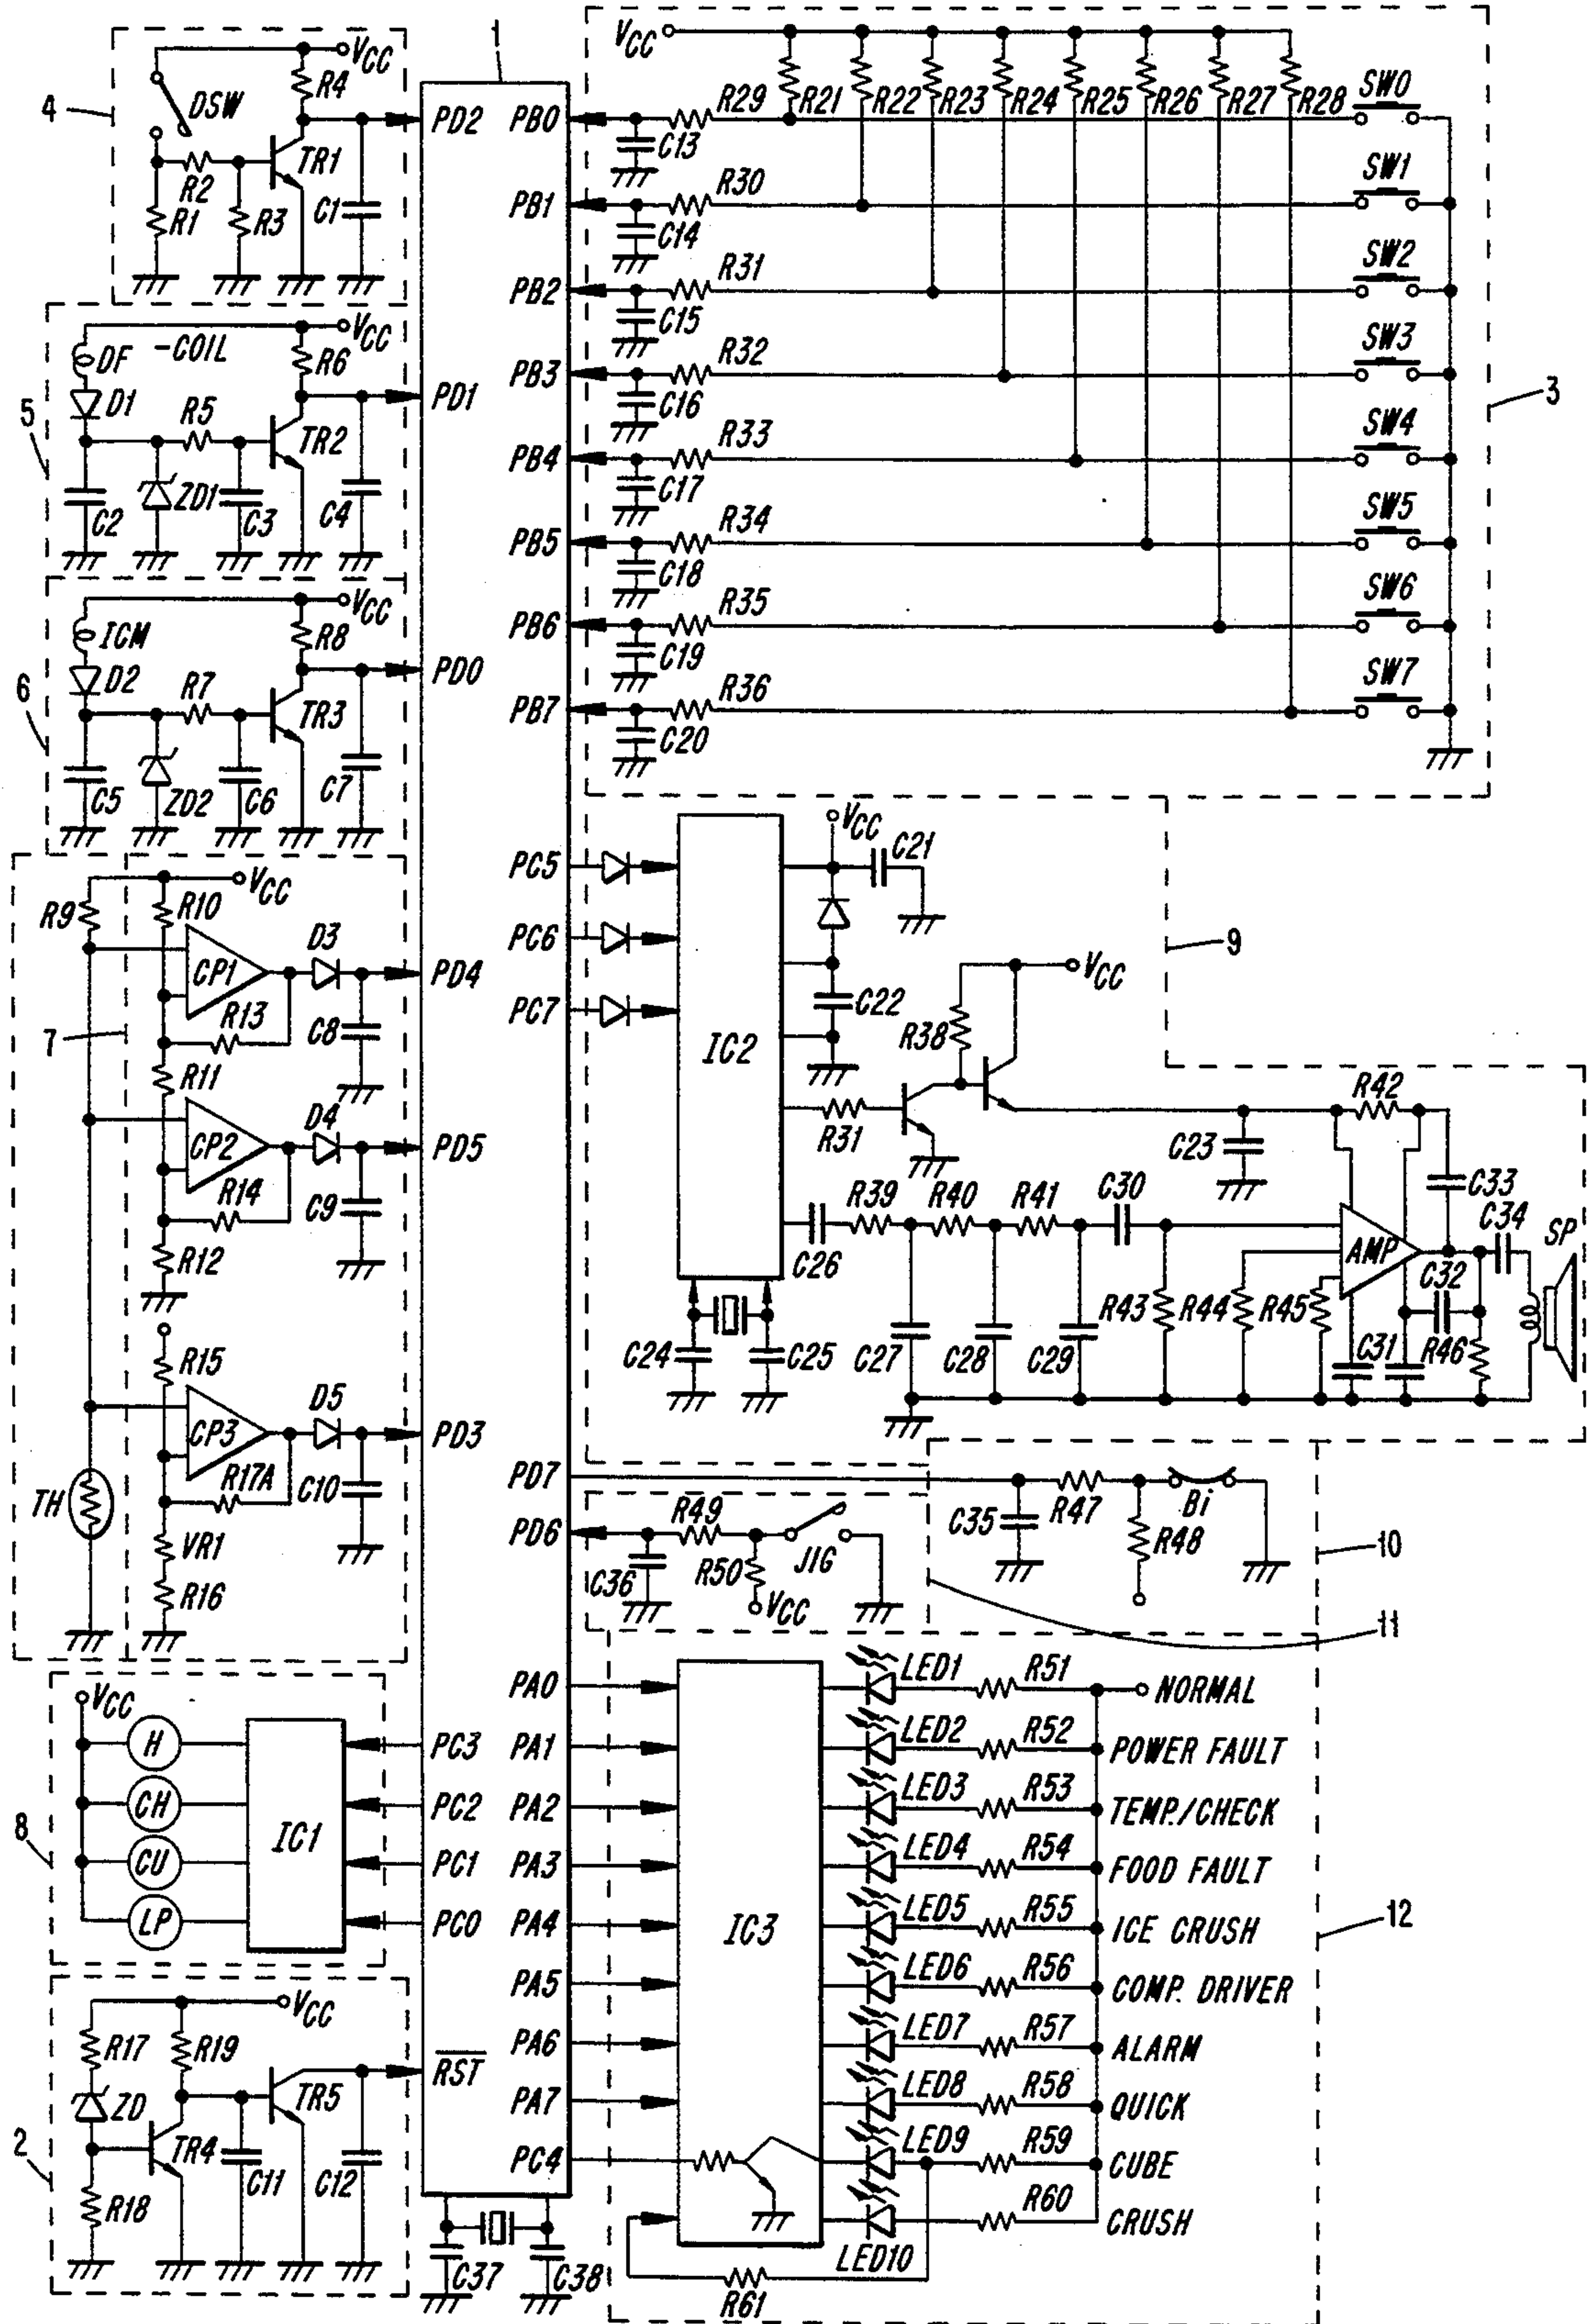 1
VCC
R4
DSW
4
PD2
TR1
R2
R1
R3
C1
VCC
DF -COIL
R6
D1
PD1
5
R5
TR2
C2
ZD1
C3
C4
VCC
ICM
R8
D2
PD0
6
R7
TR3
C5
ZD2
C6
C7
VCC
R9
R10
D3
CP1
PD4
7
R13
C8
R11
D4
CP2
PD5
R14
C9
R12
R15
D5
CP3
PD3
R17A
C10
TH
VR1
R16
VCC
H
PC3
CH
PC2
8
IC1
CU
PC1
LP
PC0
VCC
R17
R19
RST
ZD
TR5
2
TR4
C11
C12
R18
C37
C38
VCC
R21
R22
R23
R24
R25
R26
R27
R28
PB0
R29
C13
SW0
PB1
R30
C14
SW1
PB2
R31
C15
SW2
PB3
R32
C16
SW3
3
PB4
R33
C17
SW4
PB5
R34
C18
SW5
PB6
R35
C19
SW6
PB7
R36
C20
SW7
VCC
C21
PC5
PC6
9
PC7
C22
VCC
IC2
R38
R31
R42
C23
C33
C26
R39
R40
R41
C30
C34
SP
AMP
C32
R43
R44
R45
C24
C25
C27
C28
C29
C31
R46
PD7
C35
R47
Bi
R48
10
PD6
R49
JIG
C36
R50
VCC
11
PA0
LED1
R51
NORMAL
PA1
LED2
R52
POWER FAULT
PA2
LED3
R53
TEMP./CHECK
PA3
LED4
R54
FOOD FAULT
PA4
IC3
LED5
R55
ICE CRUSH
12
PA5
LED6
R56
COMP. DRIVER
PA6
LED7
R57
ALARM
PA7
LED8
R58
QUICK
PC4
LED9
R59
CUBE
R60
CRUSH
LED10
R61